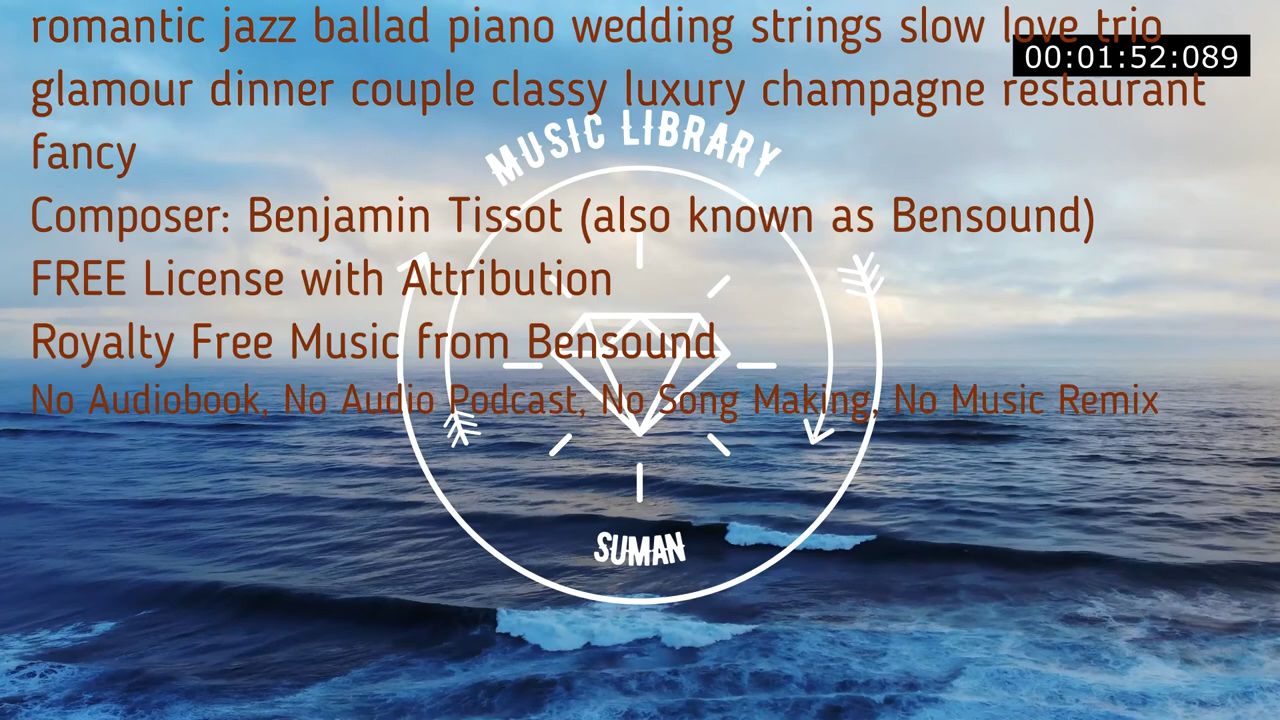 romantic jazz ballad piano wedding strings slow love trio
00:01:52:089
glamour dinner couple classy luxury champagne restaurant
fancy
MUSIC LIBRARY
Composer: Benjamin Tissot (also known as Bensound)
FREE License with Attribution
Royalty Free Music from Bensound
No Audiobook, No Audio Podcast, No Song Making, No Music Remix
SUMAN